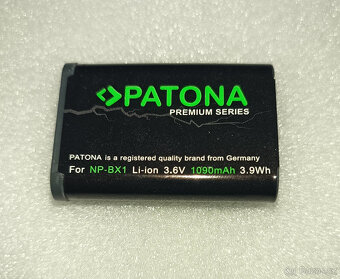 PATONA
PREMIUM SERIES
PATONA is a registered quality brand from Germany
For NP-BX1 Li-ion 3.6V 1090mAh 3.9Wh